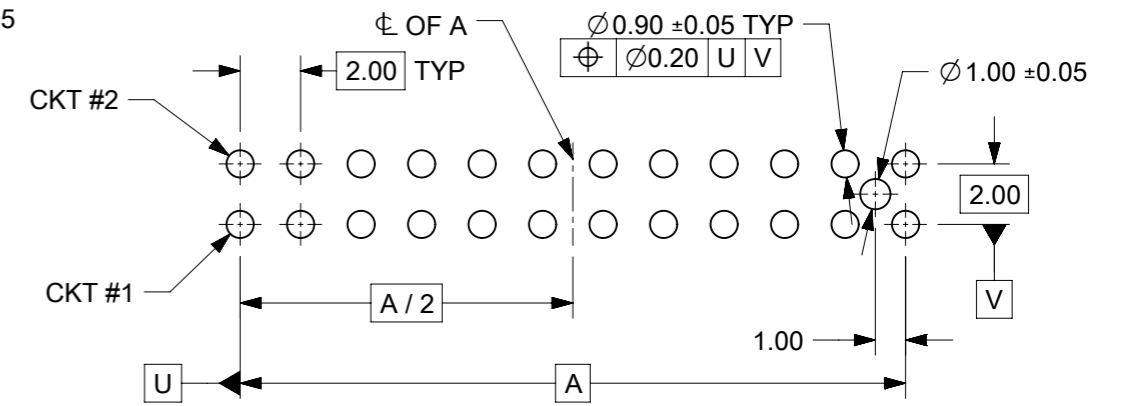 5
℄ OF A
∅0.90 ±0.05 TYP
⌖ ∅0.20 U V
2.00 TYP
∅1.00 ±0.05
CKT #2
2.00
CKT #1
A / 2
V
1.00
U
A